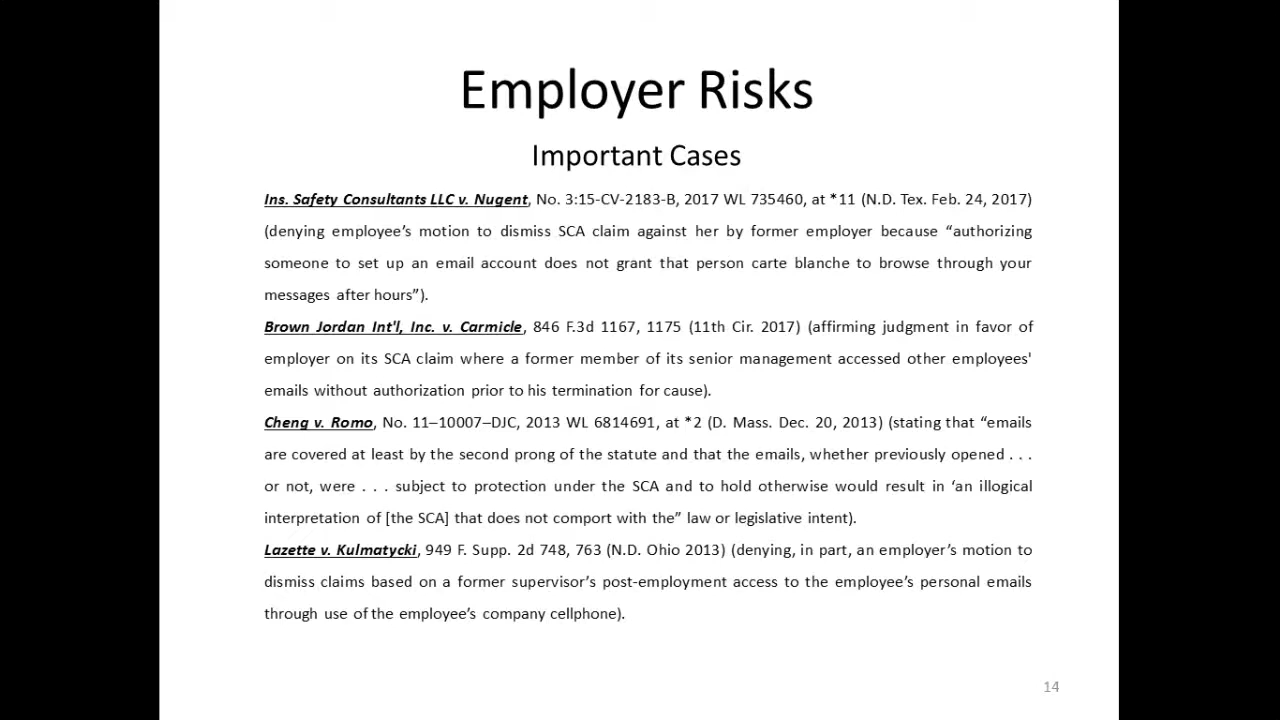 Employer Risks
Important Cases
Ins. Safety Consultants LLC v. Nugent, No. 3:15-CV-2183-B, 2017 WL 735460, at *11 (N.D. Tex. Feb. 24, 2017)
(denying employee’s motion to dismiss SCA claim against her by former employer because “authorizing
someone to set up an email account does not grant that person carte blanche to browse through your
messages after hours”).
Brown Jordan Int'l, Inc. v. Carmicle, 846 F.3d 1167, 1175 (11th Cir. 2017) (affirming judgment in favor of
employer on its SCA claim where a former member of its senior management accessed other employees'
emails without authorization prior to his termination for cause).
Cheng v. Romo, No. 11–10007–DJC, 2013 WL 6814691, at *2 (D. Mass. Dec. 20, 2013) (stating that “emails
are covered at least by the second prong of the statute and that the emails, whether previously opened . . .
or not, were . . . subject to protection under the SCA and to hold otherwise would result in ‘an illogical
interpretation of [the SCA] that does not comport with the” law or legislative intent).
Lazette v. Kulmatycki, 949 F. Supp. 2d 748, 763 (N.D. Ohio 2013) (denying, in part, an employer’s motion to
dismiss claims based on a former supervisor’s post-employment access to the employee’s personal emails
through use of the employee’s company cellphone).
14